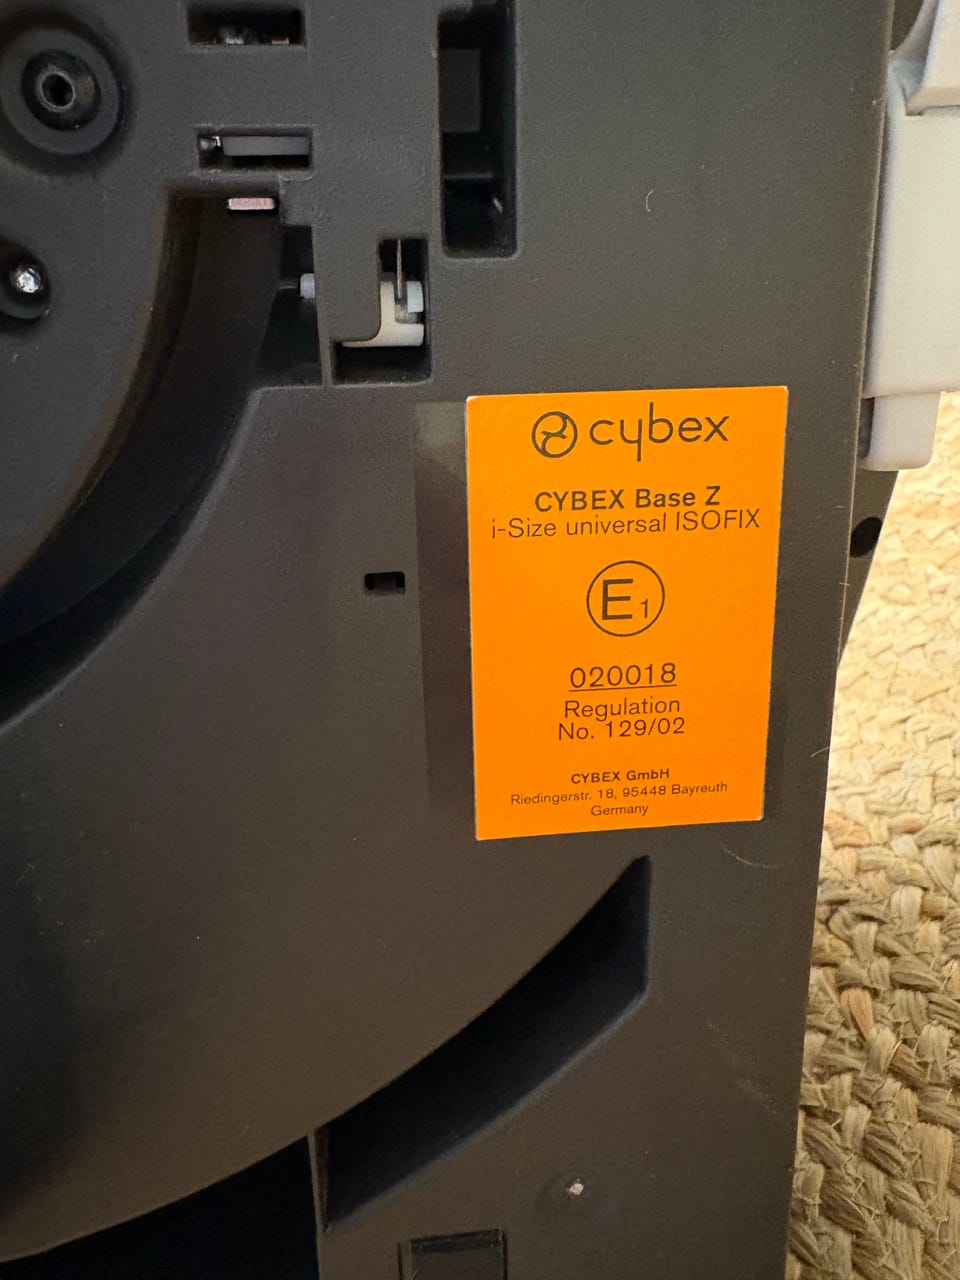 cybex
CYBEX Base Z
i-Size universal ISOFIX
E1
020018
Regulation
No. 129/02
CYBEX GmbH
Riedingerstr. 18, 95448 Bayreuth
Germany